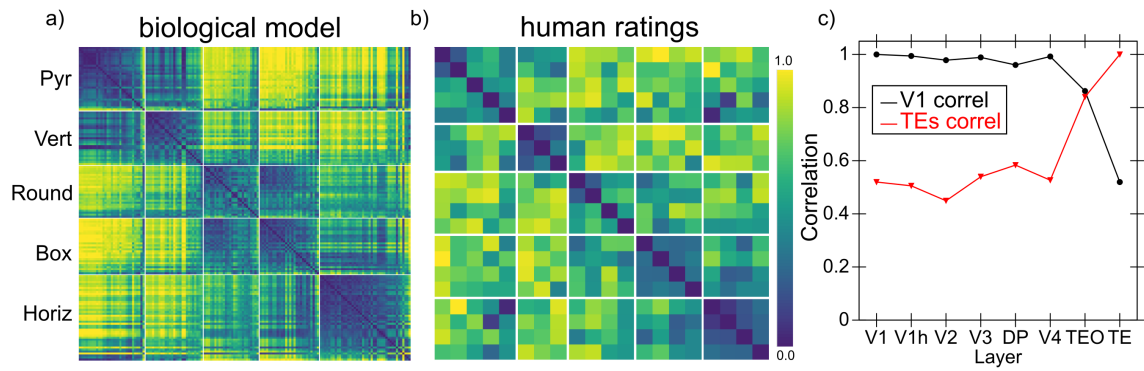 a)
biological model
Pyr
Vert
Round
Box
Horiz
b)
human ratings
1.0
0.0
c)
Correlation
1
0.8
0.6
0.4
0.2
0
V1 correl
TEs correl
V1 V1h V2 V3 DP V4 TEO TE
Layer